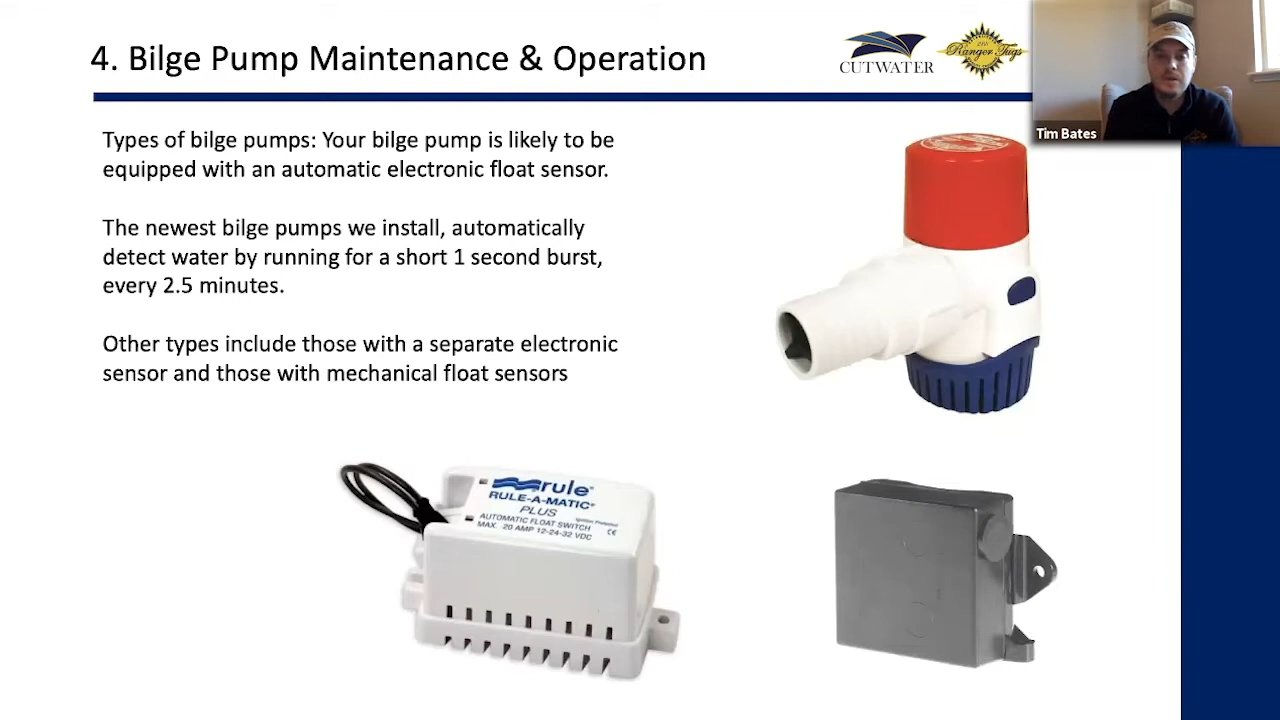 4. Bilge Pump Maintenance & Operation
CUTWATER
Ranger Tugs
Tim Bates
Types of bilge pumps: Your bilge pump is likely to be
equipped with an automatic electronic float sensor.
The newest bilge pumps we install, automatically
detect water by running for a short 1 second burst,
every 2.5 minutes.
Other types include those with a separate electronic
sensor and those with mechanical float sensors
rule®
RULE-A-MATIC®
PLUS
Ignition Protected
AUTOMATIC FLOAT SWITCH
MAX. 20 AMP 12-24-32 VDC
CE